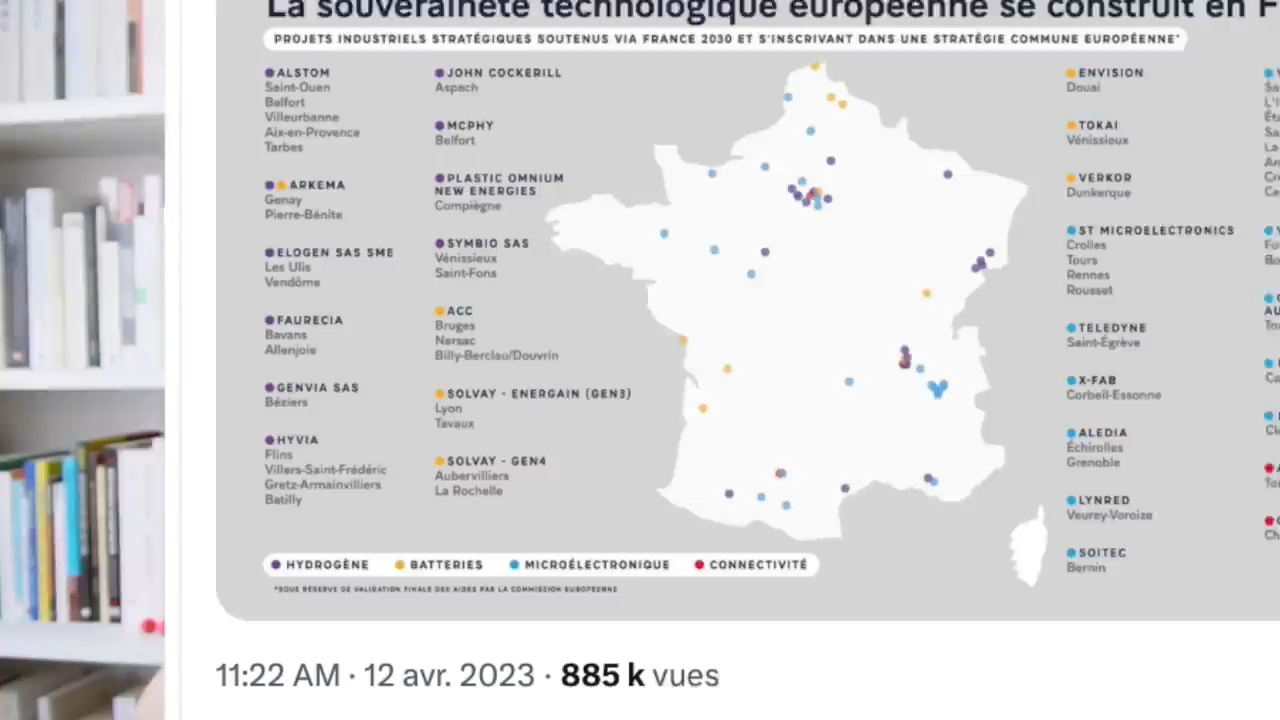 La souveraineté technologique européenne se construit en F
PROJETS INDUSTRIELS STRATÉGIQUES SOUTENUS VIA FRANCE 2030 ET S'INSCRIVANT DANS UNE STRATÉGIE COMMUNE EUROPÉENNE*
ALSTOM
Saint-Ouen
Belfort
Villeurbanne
Aix-en-Provence
Tarbes
ARKEMA
Genay
Pierre-Bénite
ELOGEN SAS SME
Les Ulis
Vendôme
FAURECIA
Bavans
Allenjoie
GENVIA SAS
Béziers
HYVIA
Flins
Villers-Saint-Frédéric
Gretz-Armainvilliers
Batilly
JOHN COCKERILL
Aspach
MCPHY
Belfort
PLASTIC OMNIUM
NEW ENERGIES
Compiègne
SYMBIO SAS
Vénissieux
Saint-Fons
ACC
Bruges
Nersac
Billy-Berclau/Douvrin
SOLVAY - ENERGAIN (GEN3)
Lyon
Tavaux
SOLVAY - GEN4
Aubervilliers
La Rochelle
ENVISION
Douai
TOKAI
Vénissieux
VERKOR
Dunkerque
ST MICROELECTRONICS
Crolles
Tours
Rennes
Rousset
TELEDYNE
Saint-Égrève
X-FAB
Corbeil-Essonne
ALEDIA
Échirolles
Grenoble
LYNRED
Veurey-Voroize
SOITEC
Bernin
HYDROGÈNE BATTERIES MICROÉLECTRONIQUE CONNECTIVITÉ
*SOUS RÉSERVE DE VALIDATION FINALE DES AIDES PAR LA COMMISSION EUROPÉENNE
11:22 AM · 12 avr. 2023 · 885 k vues